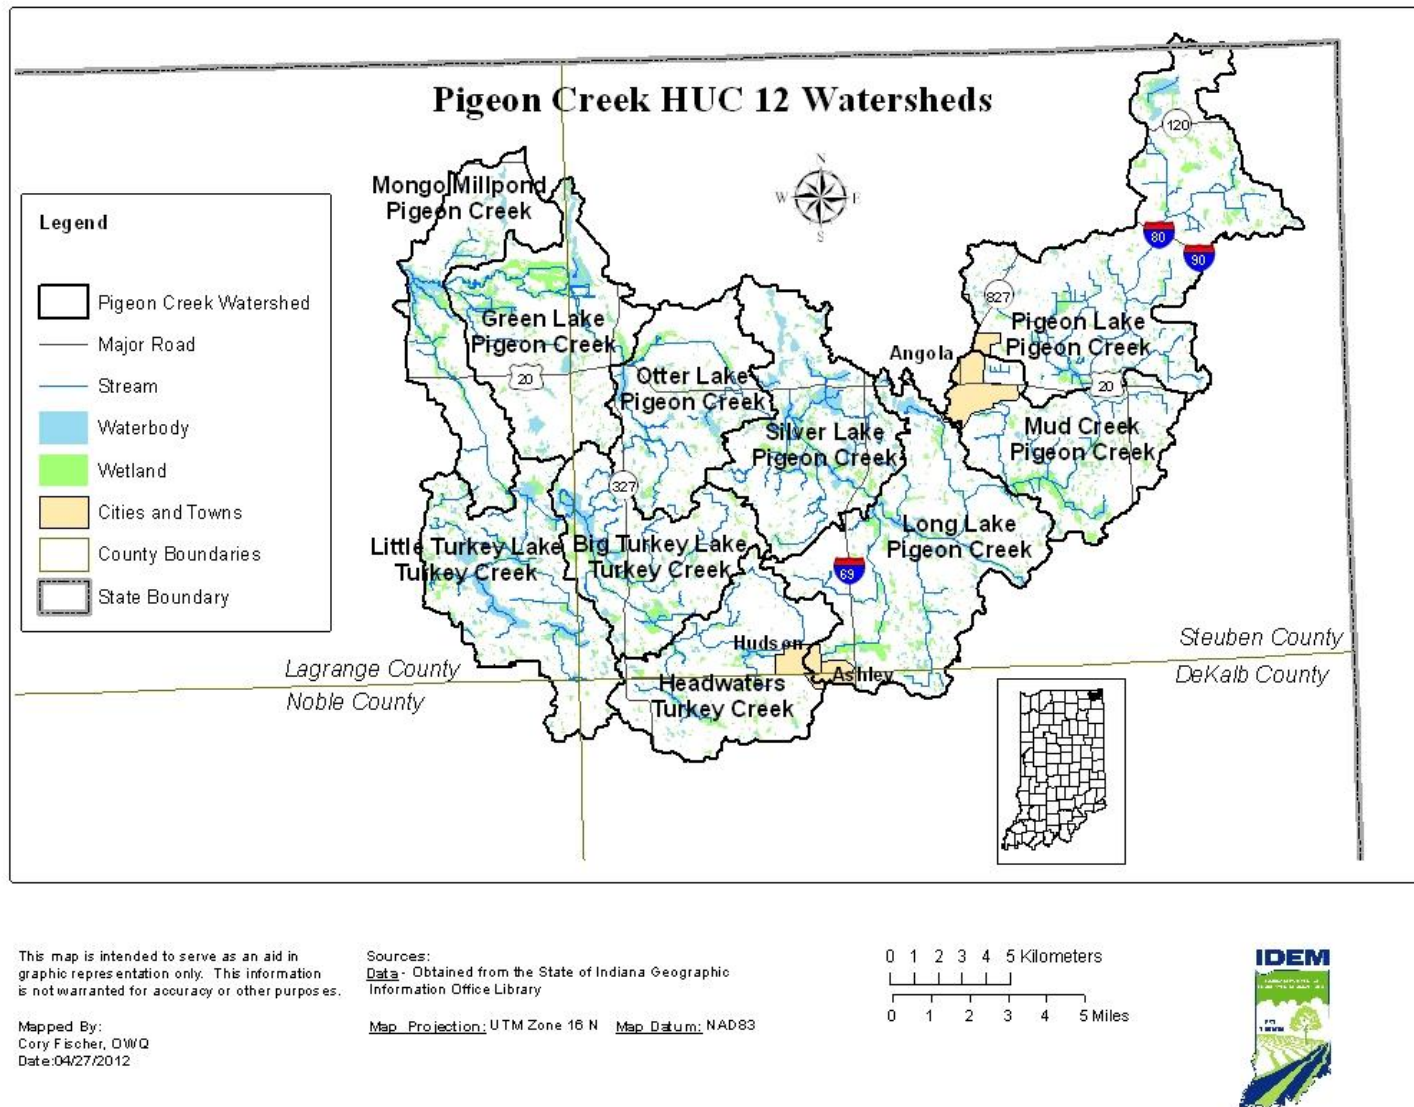 Pigeon Creek HUC 12 Watersheds
N
W
E
S
120
80
90
827
Mongo Millpond
Pigeon Creek
Green Lake
Pigeon Creek
20
Otter Lake
Pigeon Creek
Angola
Pigeon Lake
Pigeon Creek
20
Silver Lake
Pigeon Creek
Mud Creek
Pigeon Creek
327
Long Lake
Pigeon Creek
Little Turkey Lake
Turkey Creek
Big Turkey Lake
Turkey Creek
69
Hudson
Ashley
Headwaters
Turkey Creek
Lagrange County
Noble County
Steuben County
DeKalb County
Legend
Pigeon Creek Watershed
Major Road
Stream
Waterbody
Wetland
Cities and Towns
County Boundaries
State Boundary
This map is intended to serve as an aid in
graphic representation only. This information
is not warranted for accuracy or other purposes.
Mapped By:
Cory Fischer, OWQ
Date:04/27/2012
Sources:
Data - Obtained from the State of Indiana Geographic
Information Office Library
Map Projection: UTM Zone 16 N Map Datum: NAD83
0 1 2 3 4 5 Kilometers
0 1 2 3 4 5 Miles
IDEM